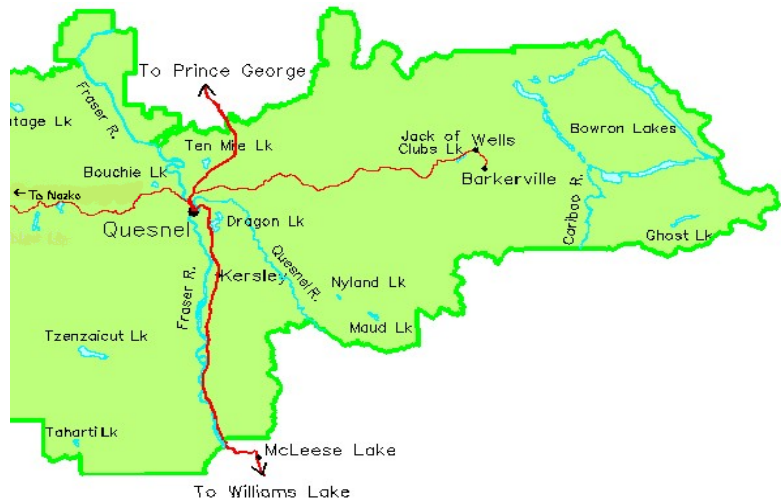 To Prince George
Fraser R.
utage Lk
Ten Mile Lk
Jack of
Clubs Lk
Wells
Bowron Lakes
Bouchie Lk
Barkerville
← To Nazko
Quesnel
Dragon Lk
Cariboo R.
Ghost Lk
Quesnel R.
Kersley
Nyland Lk
Fraser R.
Maud Lk
Tzenzaicut Lk
Taharti Lk
McLeese Lake
To Williams Lake